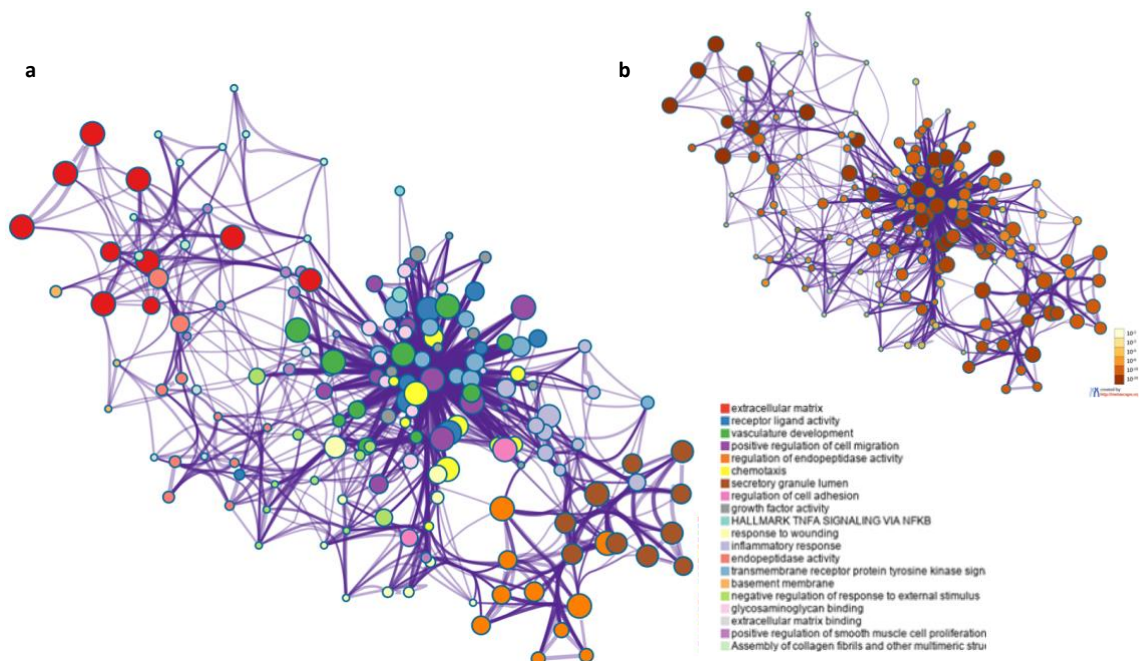 a
b
created by
extracellular matrix
receptor ligand activity
vasculature development
positive regulation of cell migration
regulation of endopeptidase activity
chemotaxis
secretory granule lumen
regulation of cell adhesion
growth factor activity
HALLMARK TNFA SIGNALING VIA NFKB
response to wounding
inflammatory response
endopeptidase activity
transmembrane receptor protein tyrosine kinase sign
basement membrane
negative regulation of response to external stimulus
glycosaminoglycan binding
extracellular matrix binding
positive regulation of smooth muscle cell proliferation
Assembly of collagen fibrils and other multimeric stru